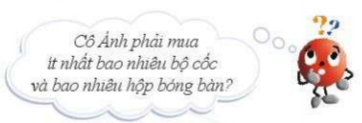 Cô Ánh phải mua
ít nhất bao nhiêu bộ cốc
và bao nhiêu hộp bóng bàn?
??